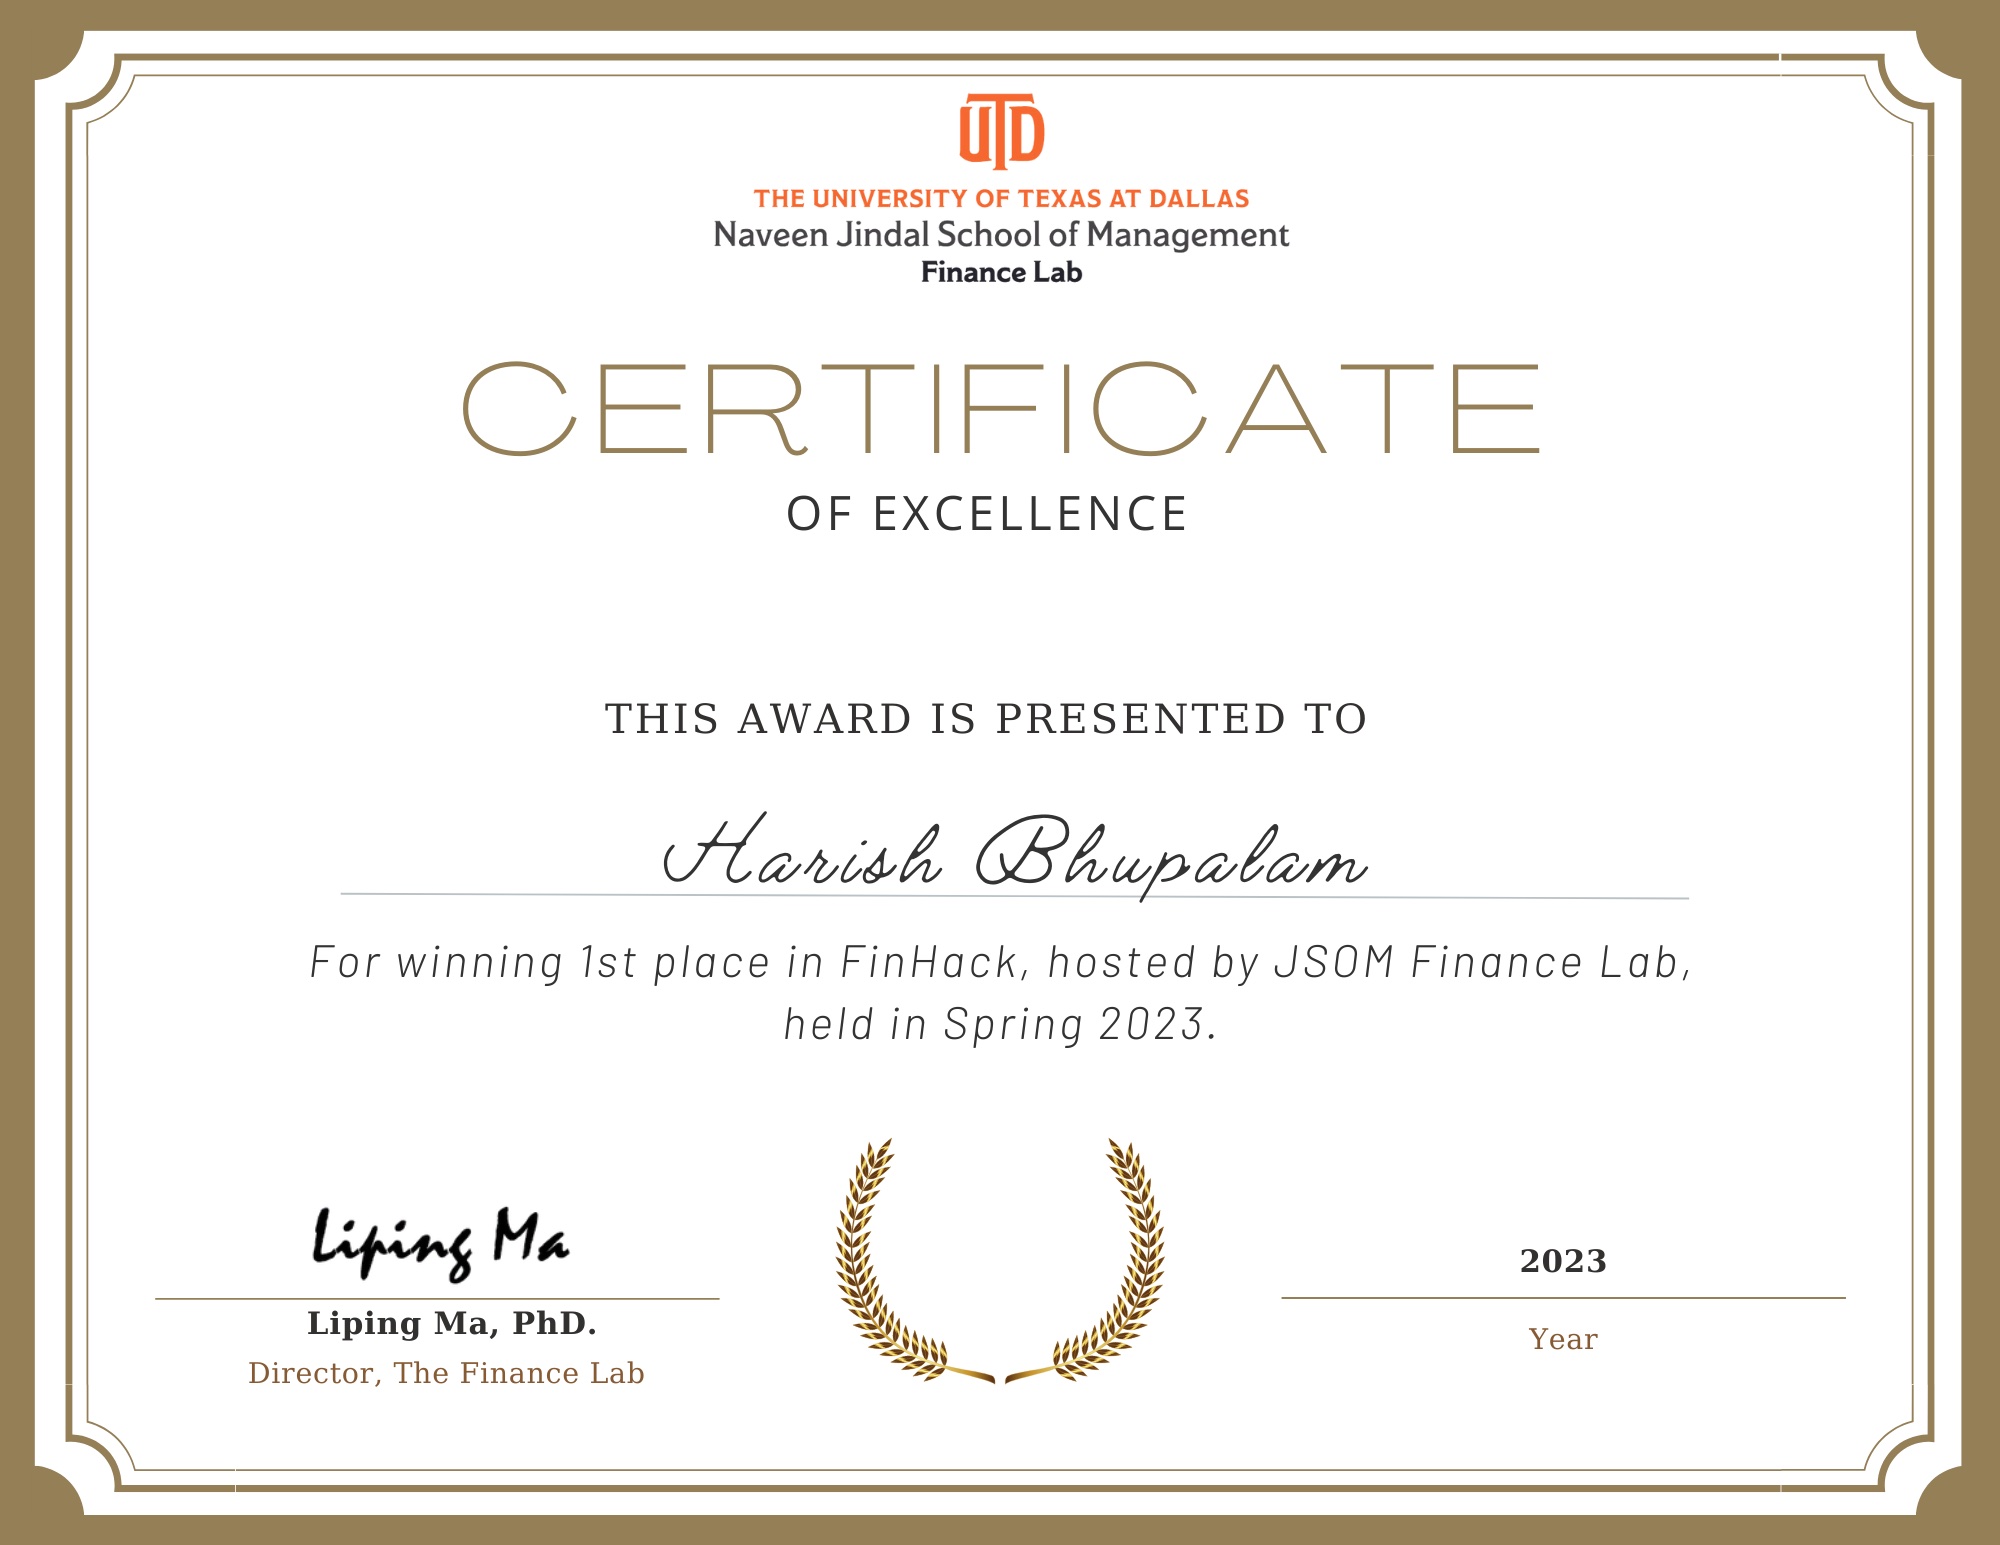 UTD
THE UNIVERSITY OF TEXAS AT DALLAS
Naveen Jindal School of Management
Finance Lab
CERTIFICATE
OF EXCELLENCE
THIS AWARD IS PRESENTED TO
Harish Bhupalam
For winning 1st place in FinHack, hosted by JSOM Finance Lab,
held in Spring 2023.
Liping Ma
Liping Ma, PhD.
Director, The Finance Lab
2023
Year